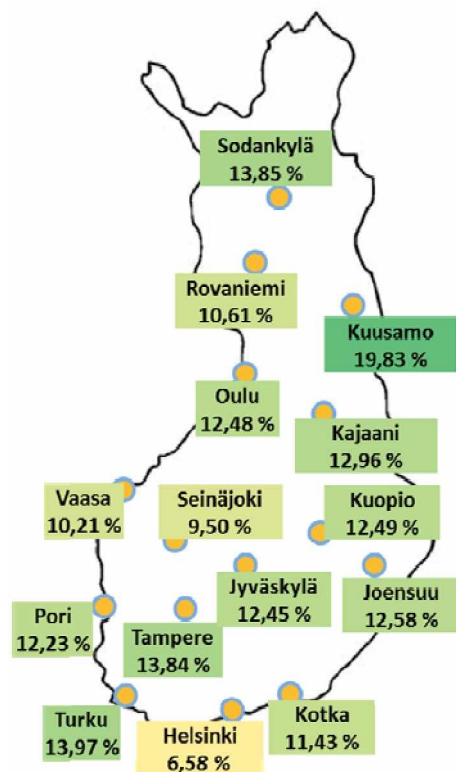 Sodankylä
13,85 %
Rovaniemi
10,61 %
Kuusamo
19,83 %
Oulu
12,48 %
Kajaani
12,96 %
Vaasa
10,21 %
Seinäjoki
9,50 %
Kuopio
12,49 %
Jyväskylä
12,45 %
Joensuu
12,58 %
Pori
12,23 %
Tampere
13,84 %
Turku
13,97 %
Helsinki
6,58 %
Kotka
11,43 %